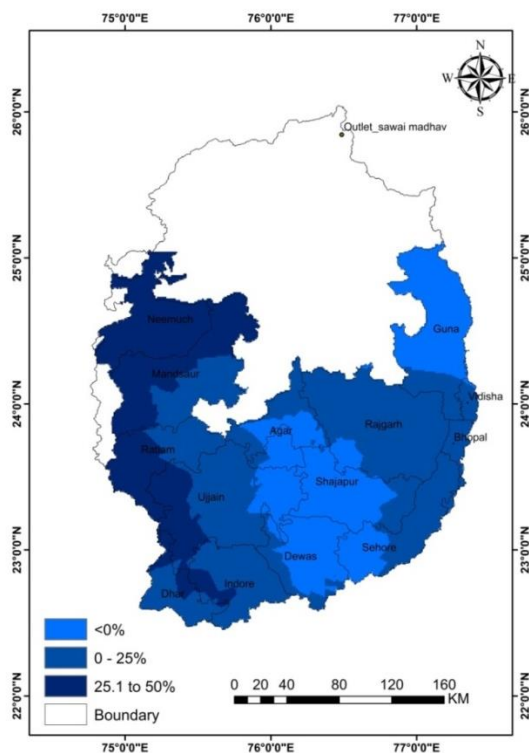 75°0'0"E 76°0'0"E 77°0'0"E
N
W E
S
26°0'0"N 26°0'0"N
Outlet_sawai madhav
25°0'0"N 25°0'0"N
Neemuch
Guna
Mandsaur
24°0'0"N 24°0'0"N
Vidisha
Agar
Rajgarh
Bhopal
Ratlam
Shajapur
Ujjain
23°0'0"N 23°0'0"N
Dewas
Sehore
Dhar
Indore
<0%
0 - 25%
25.1 to 50%
Boundary
0 20 40 80 120 160
KM
22°0'0"N 22°0'0"N
75°0'0"E 76°0'0"E 77°0'0"E